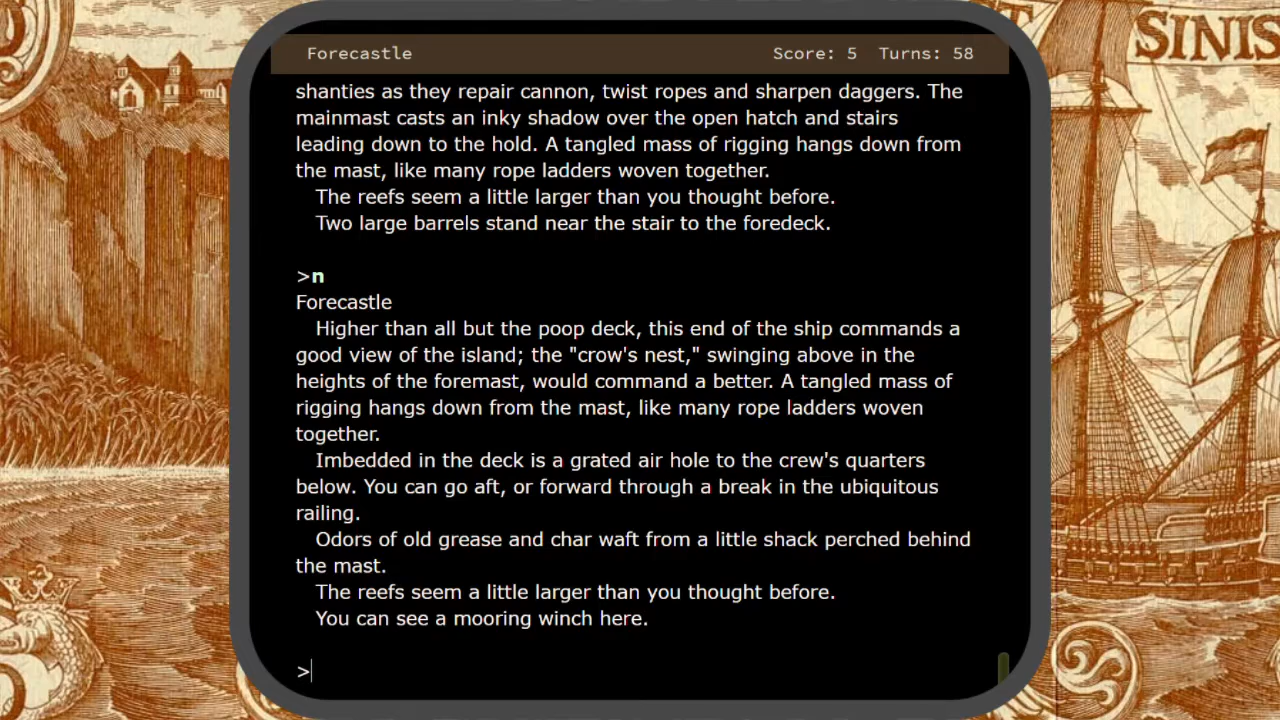 SINIS
Forecastle Score: 5 Turns: 58
shanties as they repair cannon, twist ropes and sharpen daggers. The
mainmast casts an inky shadow over the open hatch and stairs
leading down to the hold. A tangled mass of rigging hangs down from
the mast, like many rope ladders woven together.
The reefs seem a little larger than you thought before.
Two large barrels stand near the stair to the foredeck.
>n
Forecastle
Higher than all but the poop deck, this end of the ship commands a
good view of the island; the "crow's nest," swinging above in the
heights of the foremast, would command a better. A tangled mass of
rigging hangs down from the mast, like many rope ladders woven
together.
Imbedded in the deck is a grated air hole to the crew's quarters
below. You can go aft, or forward through a break in the ubiquitous
railing.
Odors of old grease and char waft from a little shack perched behind
the mast.
The reefs seem a little larger than you thought before.
You can see a mooring winch here.
>